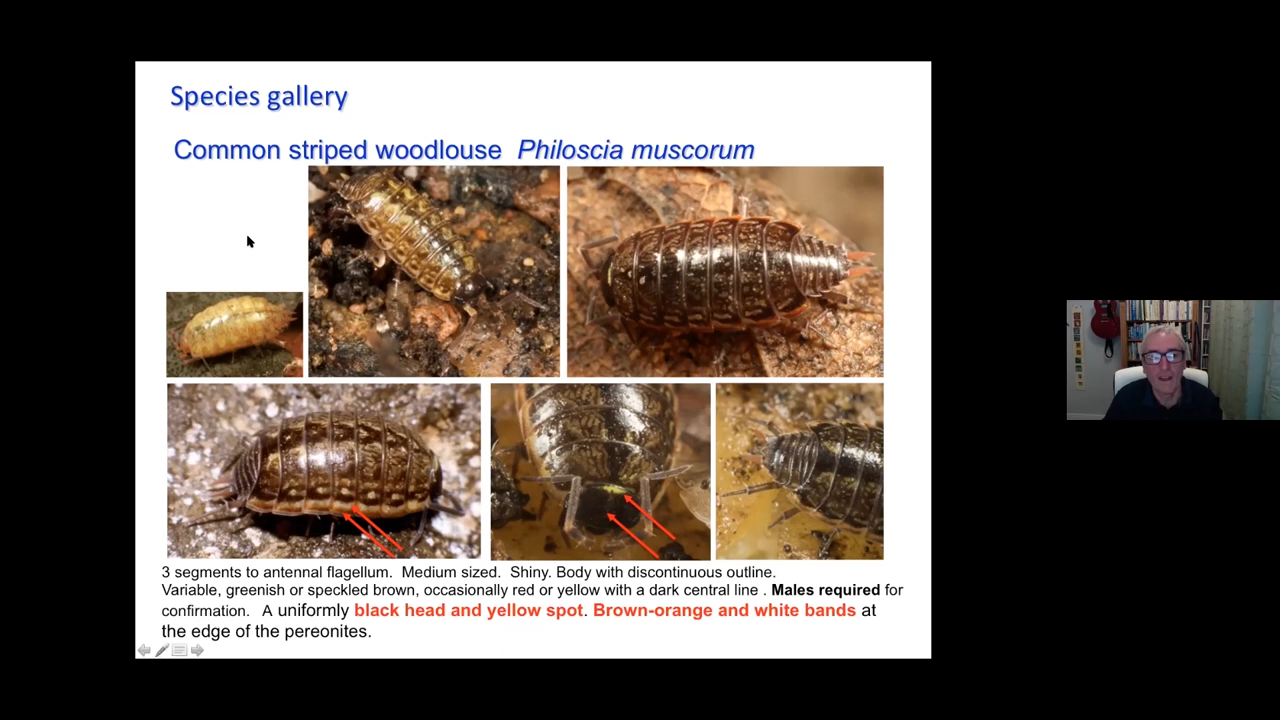 Species gallery
Common striped woodlouse Philoscia muscorum
3 segments to antennal flagellum. Medium sized. Shiny. Body with discontinuous outline.
Variable, greenish or speckled brown, occasionally red or yellow with a dark central line . Males required for
confirmation. A uniformly black head and yellow spot. Brown-orange and white bands at
the edge of the pereonites.